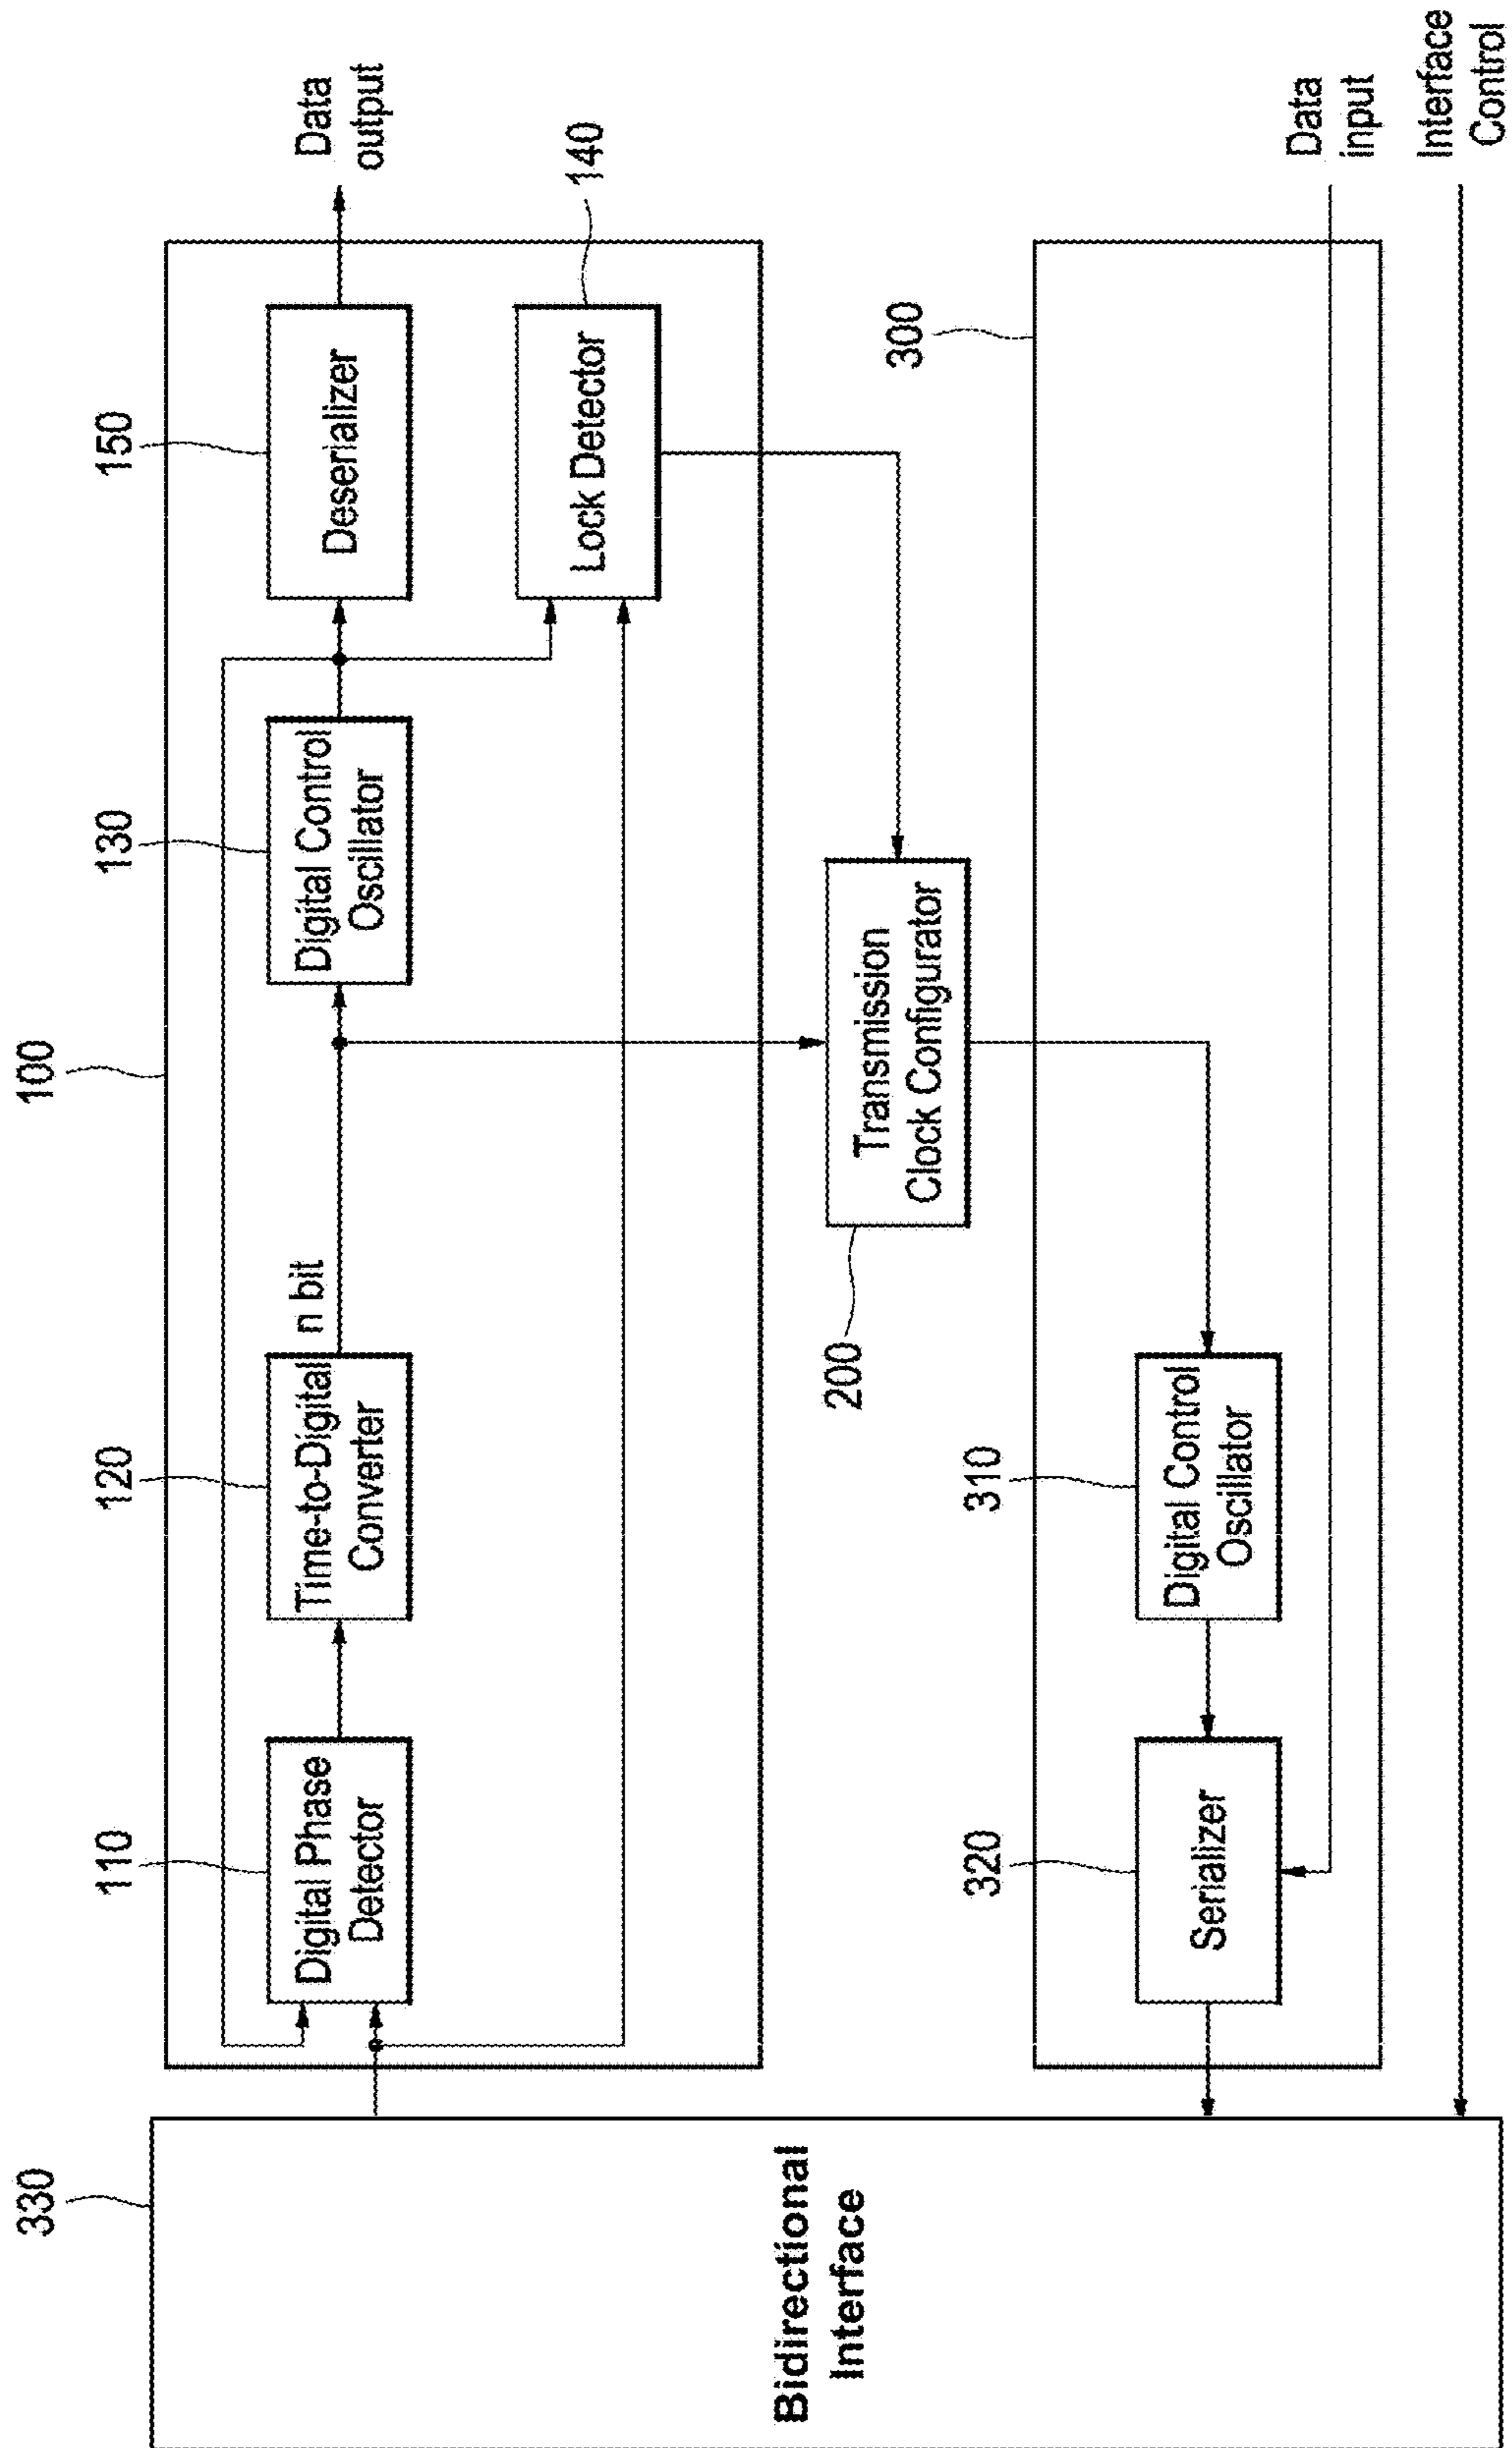 330
Bidirectional
Interface
100
110
Digital Phase
Detector
120
Time-to-Digital
Converter
n bit
130
Digital Control
Oscillator
150
Deserializer
Data
output
140
Lock Detector
200
Transmission
Clock Configurator
300
320
Serializer
310
Digital Control
Oscillator
Data
input
Interface
Control